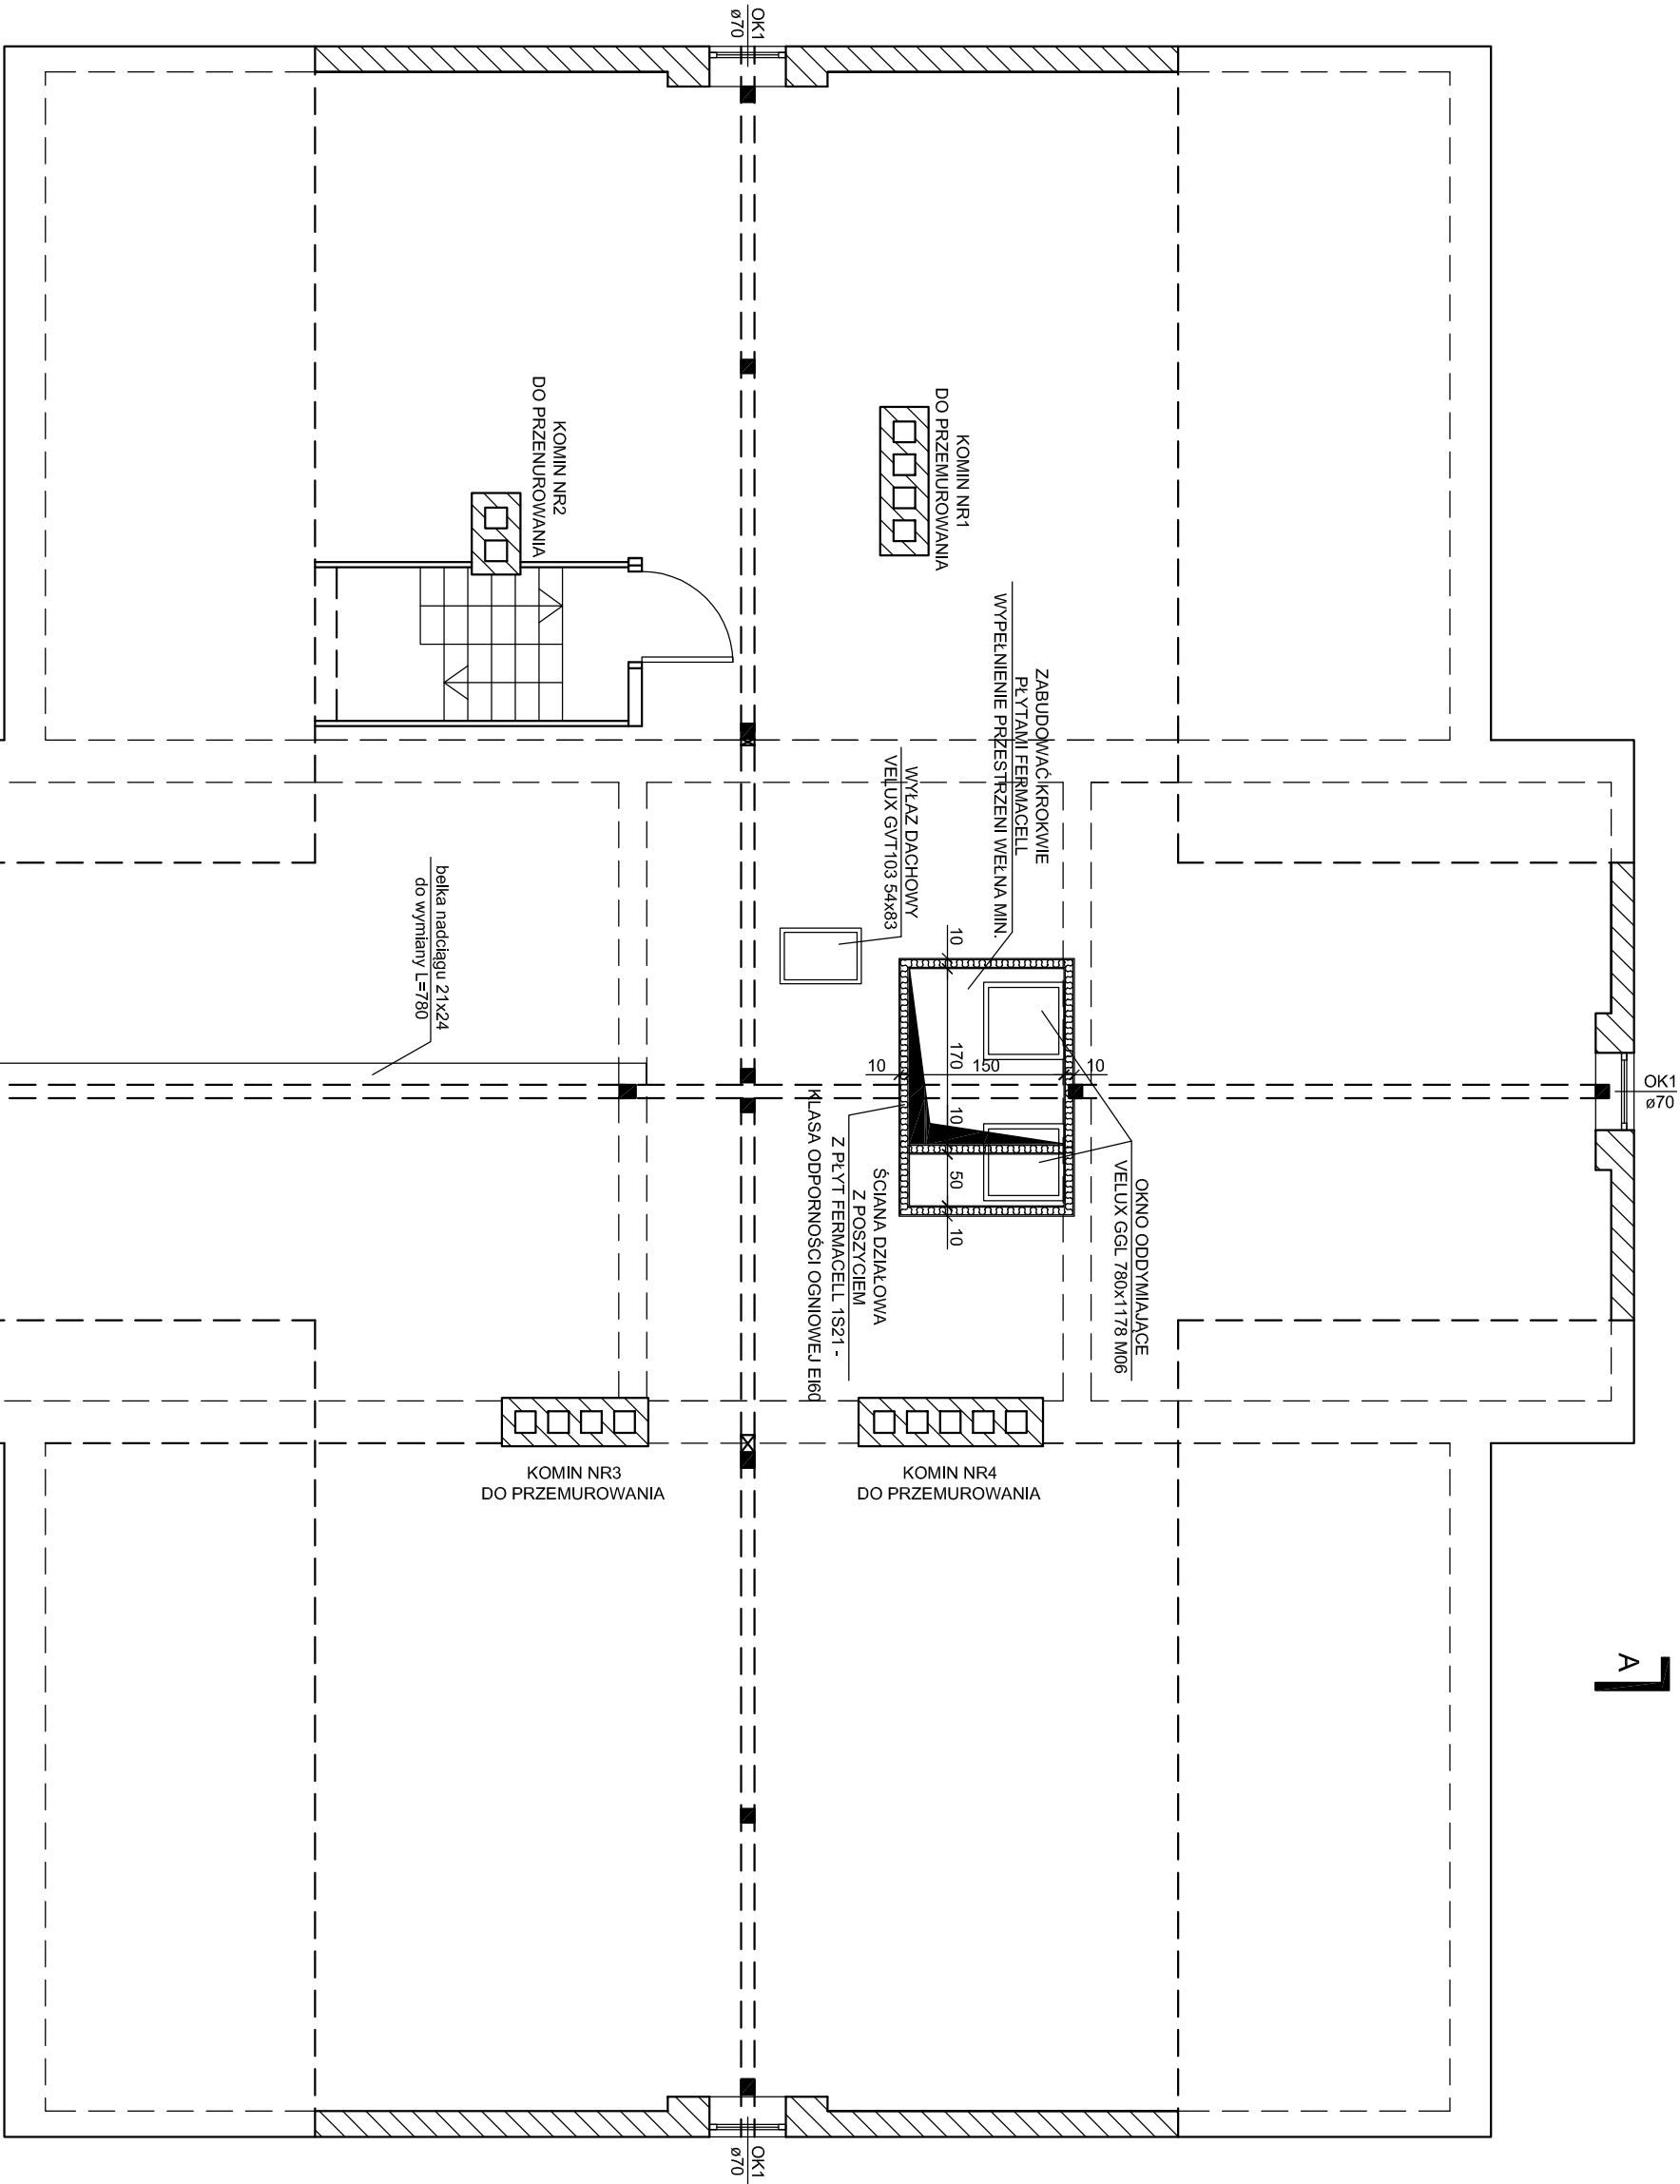 OK1
ø70
KOMIN NR1
DO PRZEMUROWANIA
KOMIN NR2
DO PRZENUROWANIA
ZABUDOWAĆ KROKWIE
PŁYTAMI FERMACELL
WYPEŁNIENIE PRZESTRZENI WEŁNA MIN.
WYŁAZ DACHOWY
VELUX GVT103 54x83
belka nadciągu 21x24
do wymiany L=780
10
170
10
50
10
10
150
10
OK1
ø70
OKNO ODDYMIAJĄCE
VELUX GGL 780x1178 M06
ŚCIANA DZIAŁOWA
Z POSZYCIEM
Z PŁYT FERMACELL 1S21 -
KLASA ODPORNOŚCI OGNIOWEJ EI60
KOMIN NR3
DO PRZEMUROWANIA
KOMIN NR4
DO PRZEMUROWANIA
A
OK1
ø70